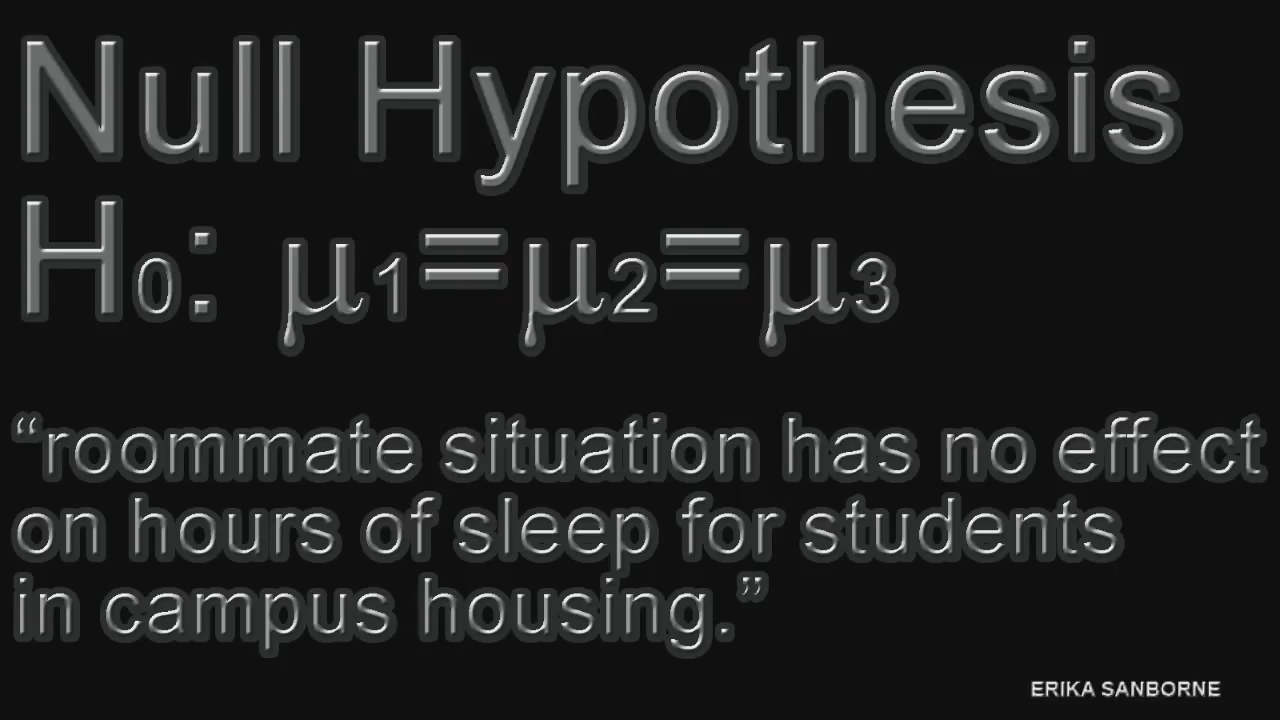 Null Hypothesis
H₀: μ₁=μ₂=μ₃
“roommate situation has no effect
on hours of sleep for students
in campus housing.”
ERIKA SANBORNE